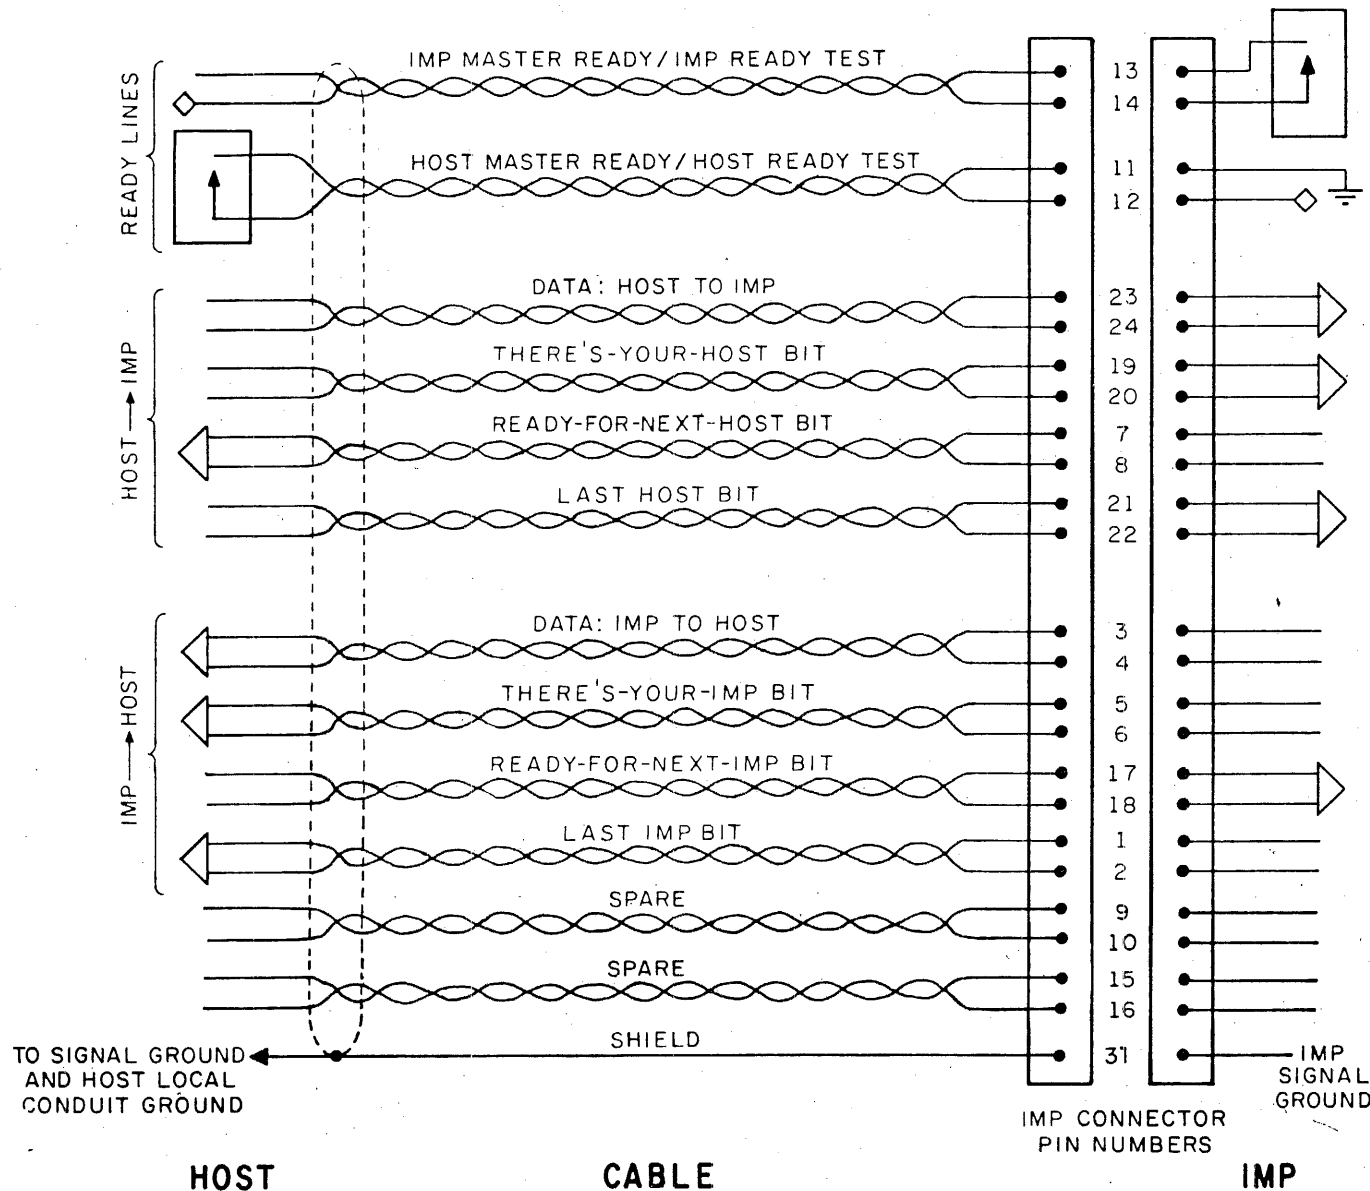 IMP MASTER READY/IMP READY TEST
13
14
READY LINES
HOST MASTER READY/HOST READY TEST
11
12
DATA: HOST TO IMP
23
24
THERE'S-YOUR-HOST BIT
19
20
HOST → IMP
READY-FOR-NEXT-HOST BIT
7
8
LAST HOST BIT
21
22
DATA: IMP TO HOST
3
4
THERE'S-YOUR-IMP BIT
5
6
IMP → HOST
READY-FOR-NEXT-IMP BIT
17
18
LAST IMP BIT
1
2
SPARE
9
10
SPARE
15
16
SHIELD
31
TO SIGNAL GROUND
AND HOST LOCAL
CONDUIT GROUND
IMP
SIGNAL
GROUND
IMP CONNECTOR
PIN NUMBERS
HOST
CABLE
IMP